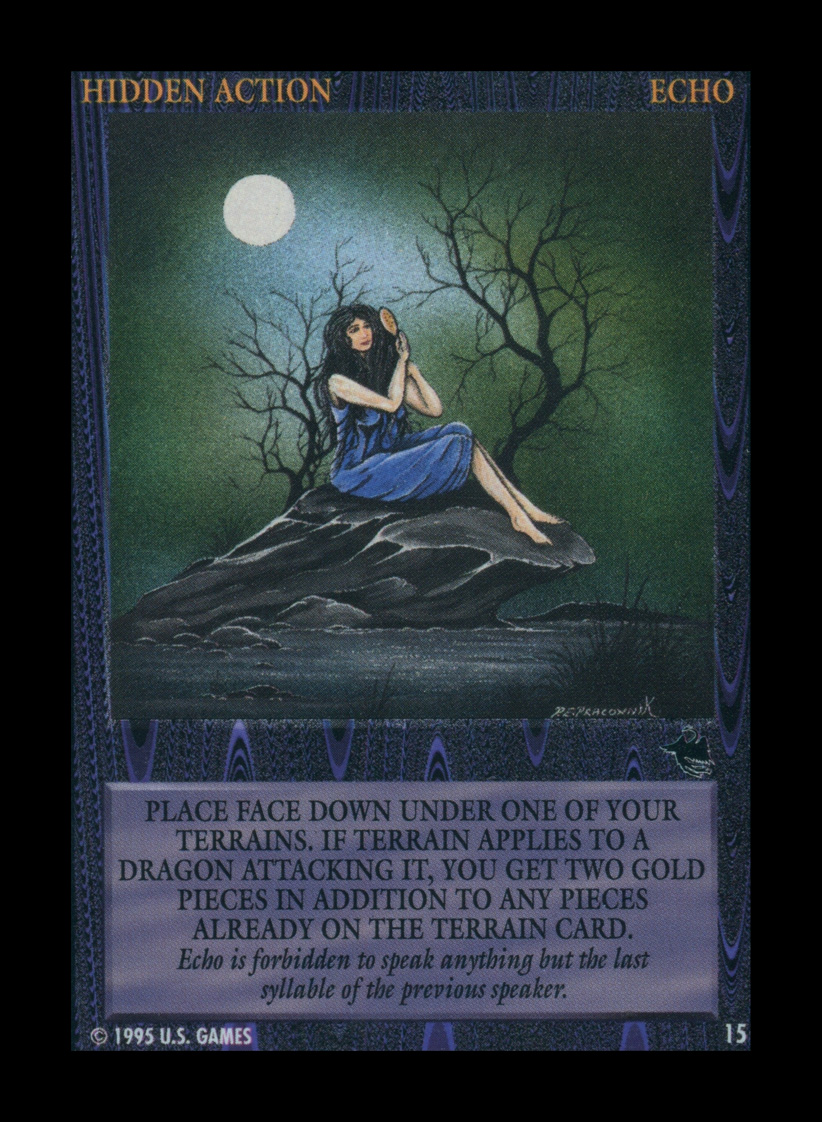 HIDDEN ACTION ECHO
P.E. PRACOWNIK
PLACE FACE DOWN UNDER ONE OF YOUR
TERRAINS. IF TERRAIN APPLIES TO A
DRAGON ATTACKING IT, YOU GET TWO GOLD
PIECES IN ADDITION TO ANY PIECES
ALREADY ON THE TERRAIN CARD.
Echo is forbidden to speak anything but the last
syllable of the previous speaker.
© 1995 U.S. GAMES 15